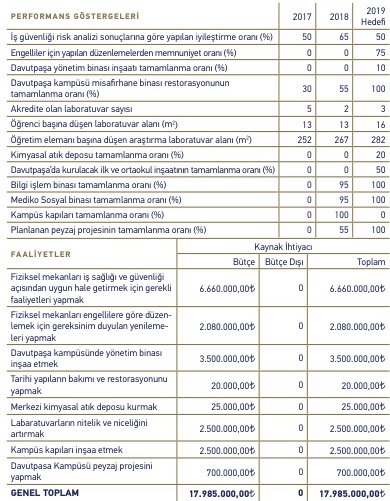 PERFORMANS GÖSTERGELERİ 2017 2018 2019 Hedefi
İş güvenliği risk analizi sonuçlarına göre yapılan iyileştirme oranı (%) 50 65 50
Engelliler için yapılan düzenlemelerden memnuniyet oranı (%) 0 0 75
Davutpaşa yönetim binası inşaatı tamamlanma oranı (%) 0 0 10
Davutpaşa kampüsü misafirhane binası restorasyonunun
tamamlanma oranı (%) 30 55 100
Akredite olan laboratuvar sayısı 5 2 3
Öğrenci başına düşen laboratuvar alanı (m²) 13 13 16
Öğretim elemanı başına düşen araştırma laboratuvar alanı (m²) 252 267 282
Kimyasal atık deposu tamamlanma oranı (%) 0 0 20
Davutpaşa'da kurulacak ilk ve ortaokul inşaatının tamamlanma oranı (%) 0 0 50
Bilgi işlem binası tamamlanma oranı (%) 0 95 100
Mediko Sosyal binası tamamlanma oranı (%) 0 95 100
Kampüs kapıları tamamlanma oranı (%) 0 100 0
Planlanan peyzaj projesinin tamamlanma oranı (%) 0 55 100
FAALİYETLER Kaynak İhtiyacı
Bütçe Bütçe Dışı Toplam
Fiziksel mekanları iş sağlığı ve güvenliği
açısından uygun hale getirmek için gerekli
faaliyetleri yapmak 6.660.000,00₺ 0 6.660.000,00₺
Fiziksel mekanları engellilere göre düzen-
lemek için gereksinim duyulan yenileme-
leri yapmak 2.080.000,00₺ 0 2.080.000,00₺
Davutpaşa kampüsünde yönetim binası
inşaa etmek 3.500.000,00₺ 0 3.500.000,00₺
Tarihi yapıların bakımı ve restorasyonunu
yapmak 20.000,00₺ 0 20.000,00₺
Merkezi kimyasal atık deposu kurmak 25.000,00₺ 0 25.000,00₺
Labaratuvarların nitelik ve niceliğini
artırmak 2.500.000,00₺ 0 2.500.000,00₺
Kampüs kapıları inşaa etmek 2.500.000,00₺ 0 2.500.000,00₺
Davutpasa Kampüsü peyzaj projesini
yapmak 700.000,00₺ 0 700.000,00₺
GENEL TOPLAM 17.985.000,00₺ 0 17.985.000,00₺